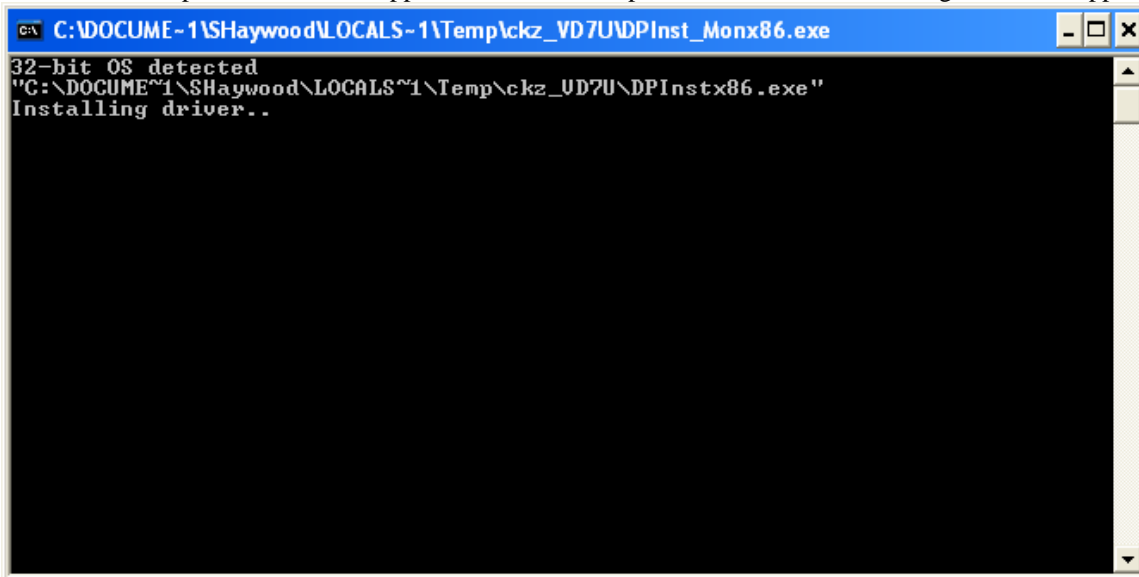 C:\DOCUME~1\SHaywood\LOCALS~1\Temp\ckz_VD7U\DPInst_Monx86.exe
32-bit OS detected
"C:\DOCUME~1\SHaywood\LOCALS~1\Temp\ckz_VD7U\DPInstx86.exe"
Installing driver..